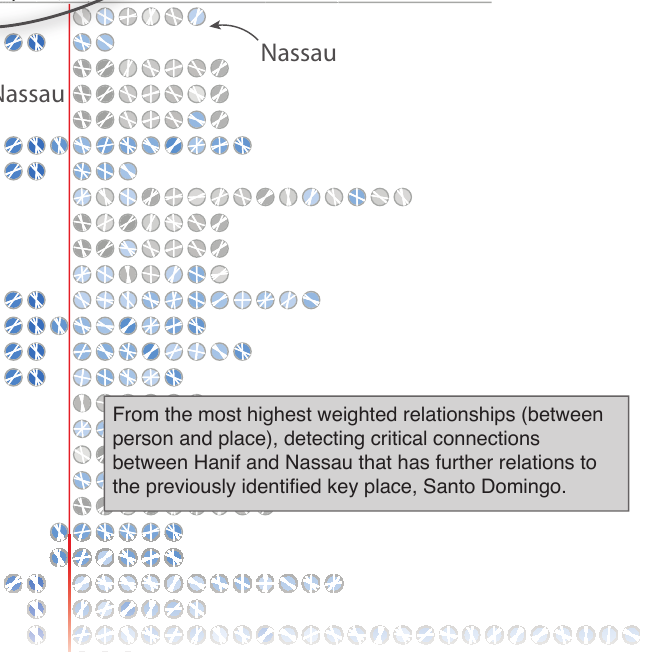 Nassau
Nassau
From the most highest weighted relationships (between
person and place), detecting critical connections
between Hanif and Nassau that has further relations to
the previously identified key place, Santo Domingo.